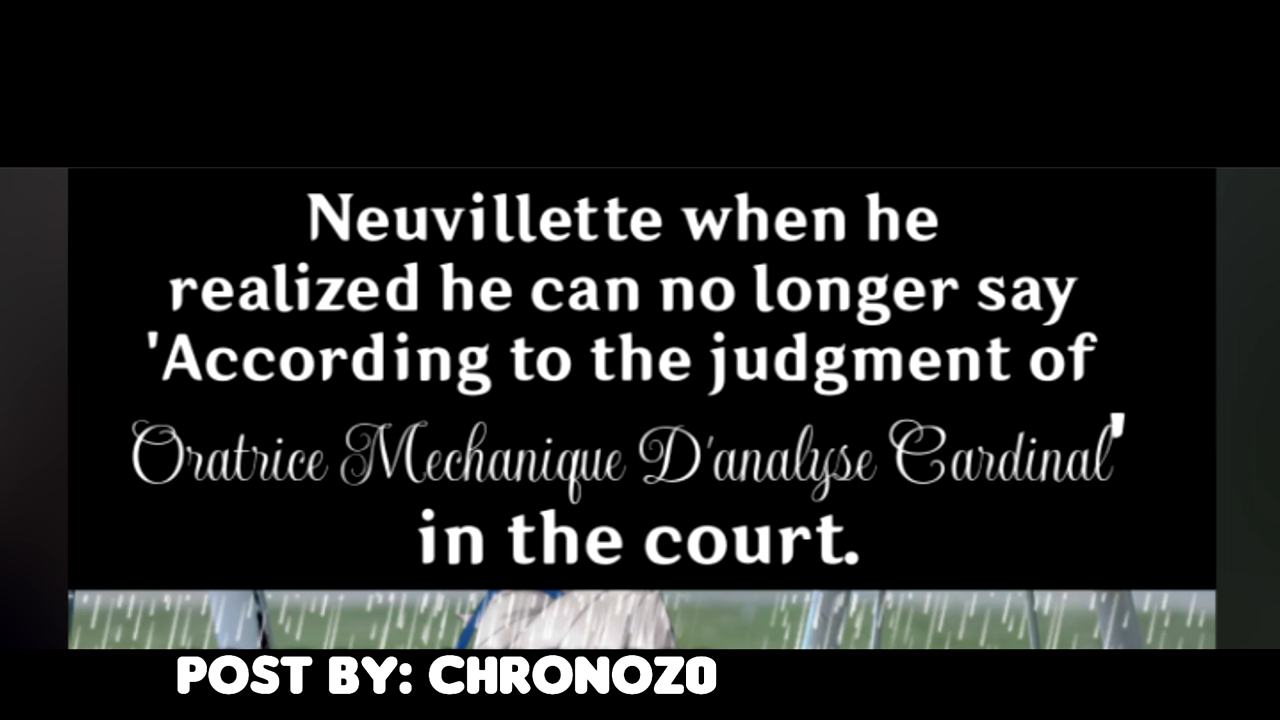 Neuvillette when he
realized he can no longer say
'According to the judgment of
Oratrice Mechanique D'analyse Cardinal'
in the court.
POST BY: CHRONOZ0